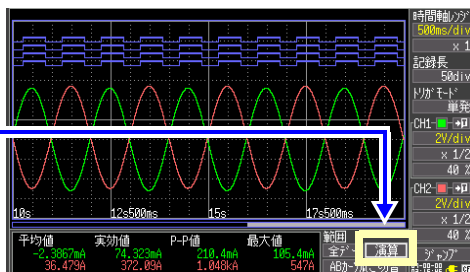 時間軸レンジ
500ms/div
x 1
記録長
50div
トリガモード
単発
CH1-
2V/div
x 1/2
40 %
CH2-
2V/div
x 1/2
40 %
10s 12s500ms 15s 17s500ms
平均値 実効値 P-P値 最大値 範囲
-2.3867mA 74.323mA 210.4mA 105.4mA 演算 ジャンプ
36.479A 372.09A 1.048kA 547A